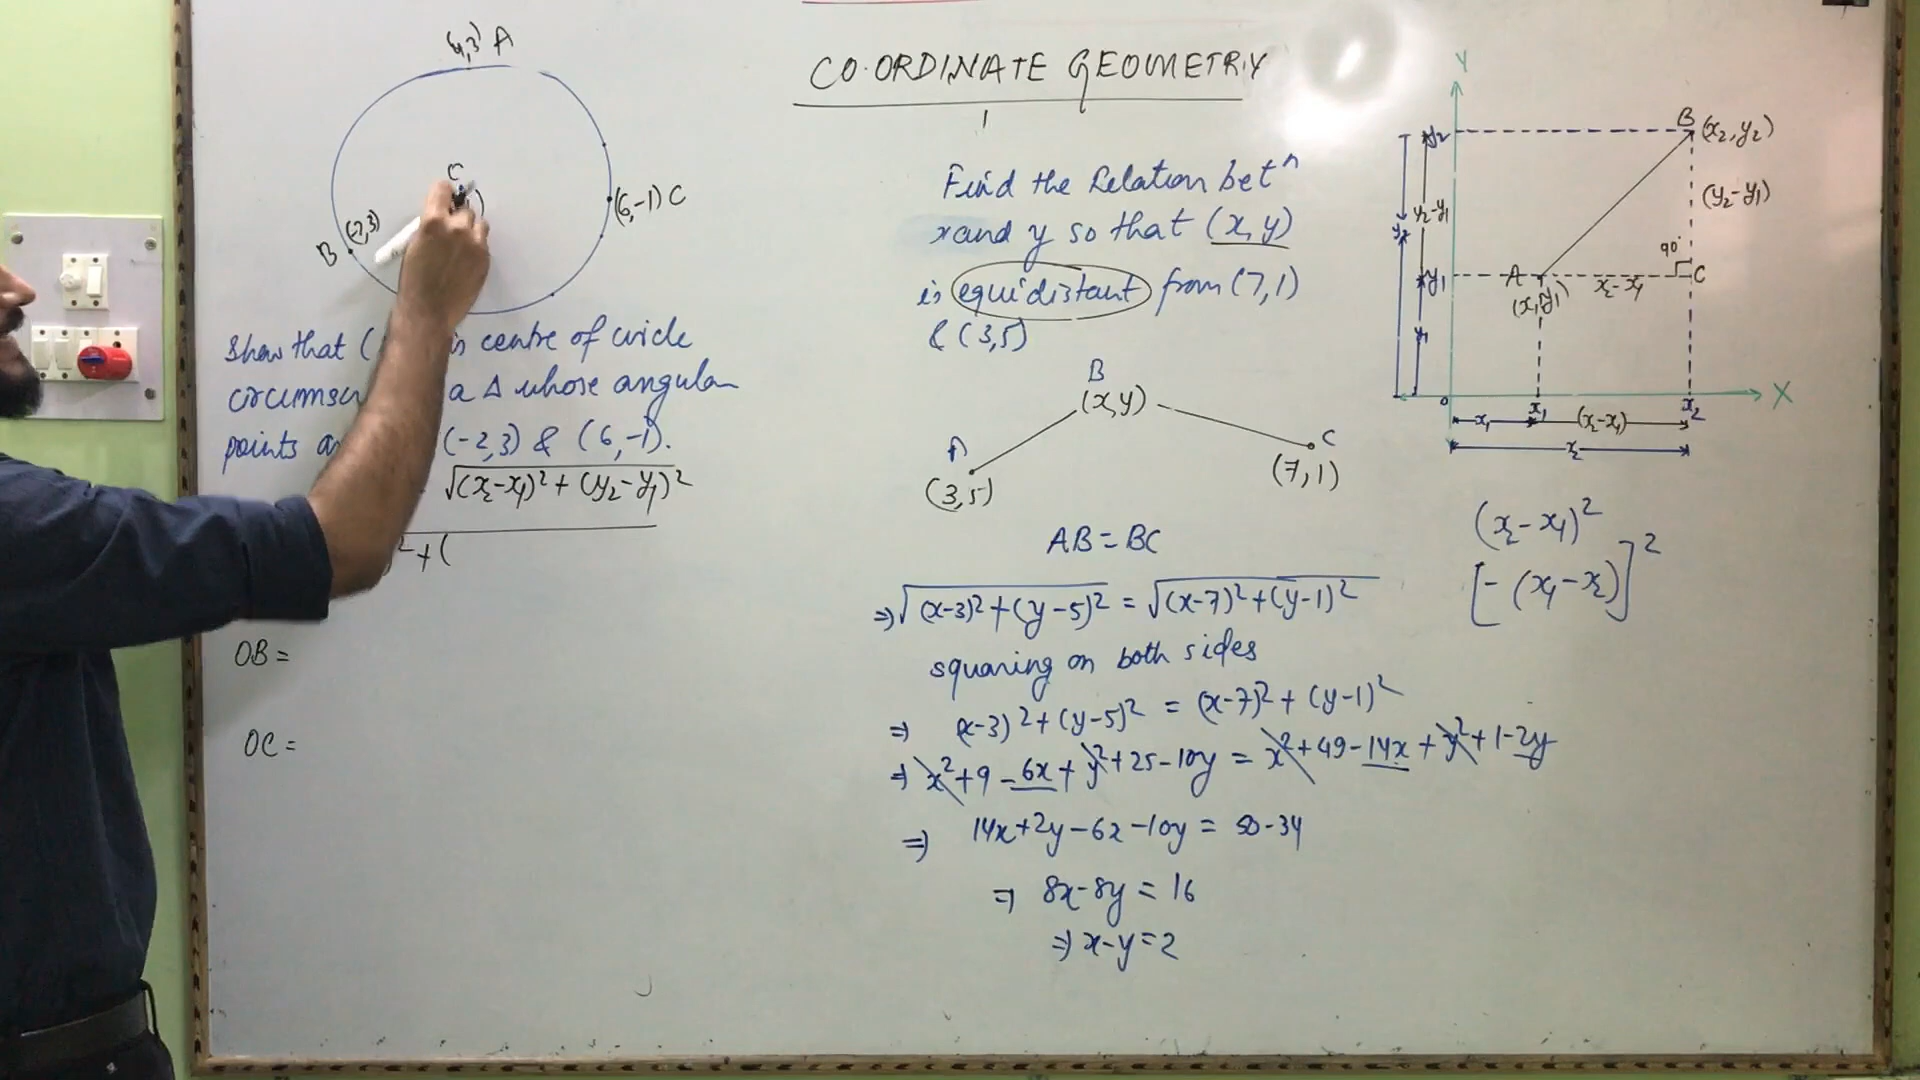 CO-ORDINATE GEOMETRY
A
C
(-2,3)
B
(6,-1) C
Show that ( is centre of circle
a Δ whose angular
points (-2,3) & (6,-1).
√(x₂-x₁)² + (y₂-y₁)²
² + (
OB =
OC =
Find the Relation betⁿ
x and y so that (x,y)
is equidistant from (7,1)
& (3,5)
B
(x,y)
A
(3,5)
C
(7,1)
AB = BC
⇒ √(x-3)² + (y-5)² = √(x-7)² + (y-1)²
squaring on both sides
⇒ (x-3)² + (y-5)² = (x-7)² + (y-1)²
⇒ x² + 9 - 6x + y² + 25 - 10y = x² + 49 - 14x + y² + 1 - 2y
⇒ 14x + 2y - 6x - 10y = 50 - 34
⇒ 8x - 8y = 16
⇒ x - y = 2
Y
y₂
B (x₂, y₂)
y₂-y₁
(y₂-y₁)
y₂
90°
y₁
A
x₂-x₁
C
(x₁,y₁)
y₁
o
x₁
x₂
X
x₁
(x₂-x₁)
x₂
(x₂-x₁)²
[-(x₁-x₂)]²